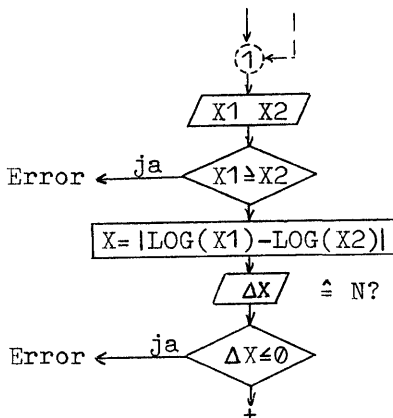 1
X1 X2
ja
Error
X1≥X2
X=|LOG(X1)-LOG(X2)|
ΔX ≙ N?
ja
Error
ΔX≤0
+